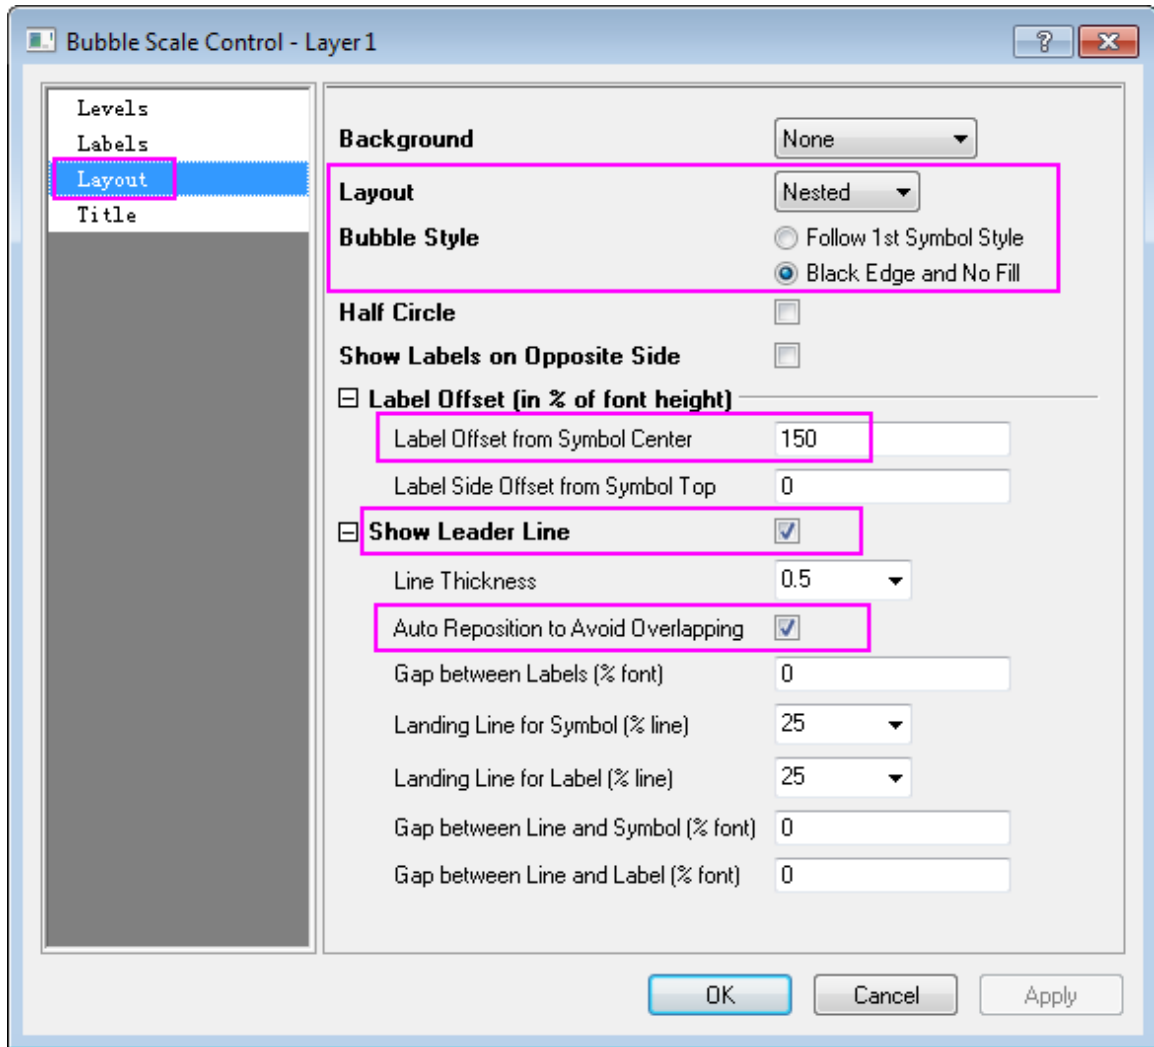 Bubble Scale Control - Layer 1
Levels
Labels
Layout
Title
Background None
Layout Nested
Bubble Style Follow 1st Symbol Style
Black Edge and No Fill
Half Circle
Show Labels on Opposite Side
Label Offset (in % of font height)
Label Offset from Symbol Center 150
Label Side Offset from Symbol Top 0
Show Leader Line
Line Thickness 0.5
Auto Reposition to Avoid Overlapping
Gap between Labels (% font) 0
Landing Line for Symbol (% line) 25
Landing Line for Label (% line) 25
Gap between Line and Symbol (% font) 0
Gap between Line and Label (% font) 0
OK Cancel Apply